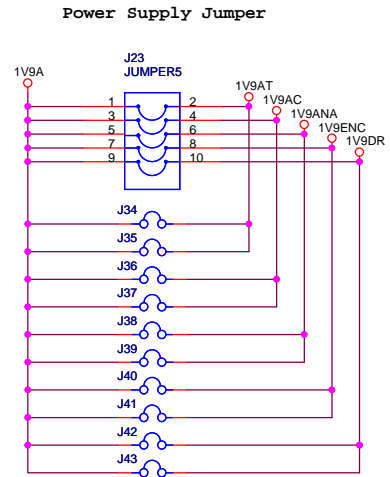 Power Supply Jumper
J23
JUMPER5
1V9A
1V9AT
1V9AC
1V9ANA
1V9ENC
1V9DR
1 2
3 4
5 6
7 8
9 10
J34
J35
J36
J37
J38
J39
J40
J41
J42
J43